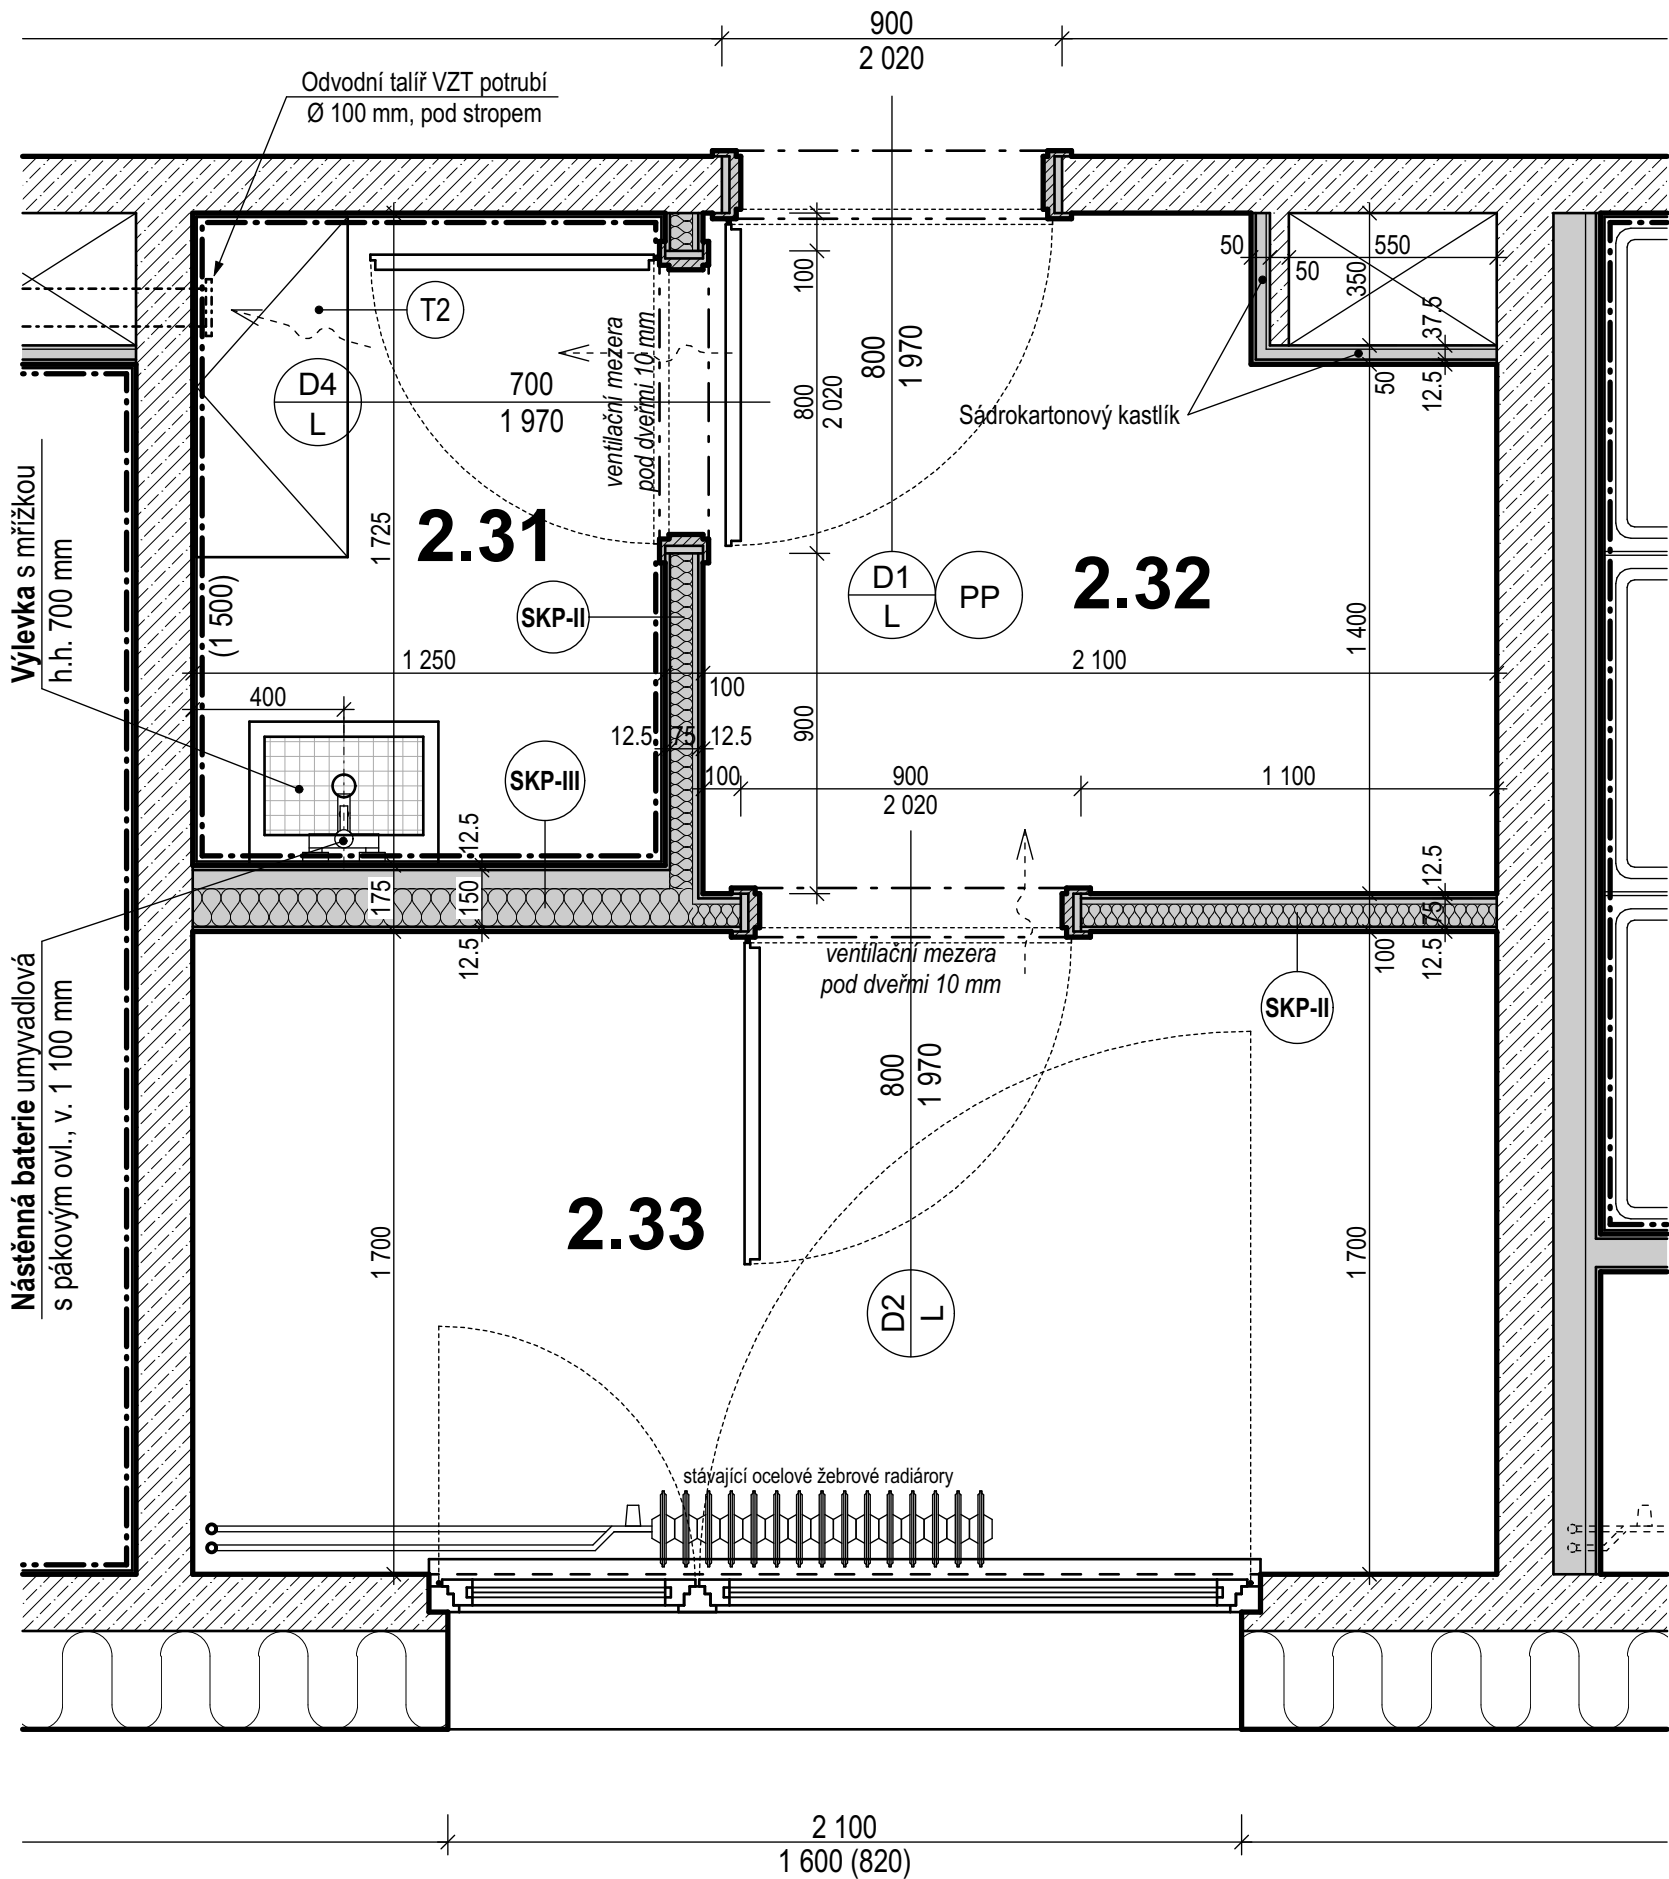 900
2 020
Odvodní talíř VZT potrubí
Ø 100 mm, pod stropem
T2
D4
L
700
1 970
ventilační mezera
pod dveřmi 10 mm
100
800
2 020
800
1 970
50
50
550
350
37.5
50
12.5
Sádrokartonový kastlík
Výlevka s mřížkou
h.h. 700 mm
1 725
(1 500)
2.31
SKP-II
D1
L
PP
2.32
1 400
1 250
100
2 100
400
12.5
75
12.5
900
100
900
2 020
1 100
SKP-III
12.5
175
150
12.5
12.5
75
100
12.5
ventilační mezera
pod dveřmi 10 mm
SKP-II
Nástěnná baterie umyvadlová
s pákovým ovl., v. 1 100 mm
800
1 970
2.33
1 700
1 700
D2
L
stávající ocelové žebrové radiárory
2 100
1 600 (820)